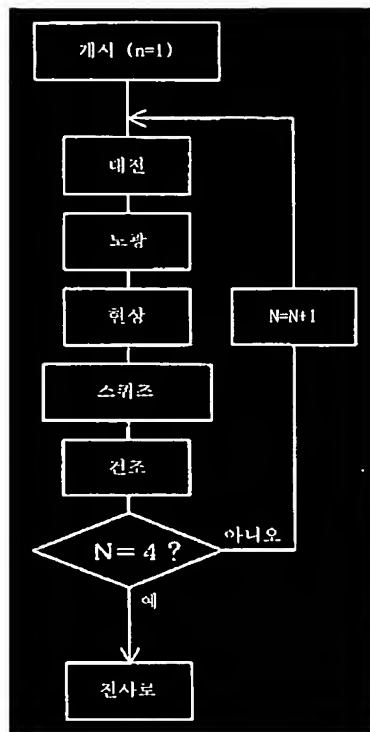 개시 (n=1)
대전
노광
현상
N=N+1
스퀴즈
건조
N=4 ?
아니오
예
전사로